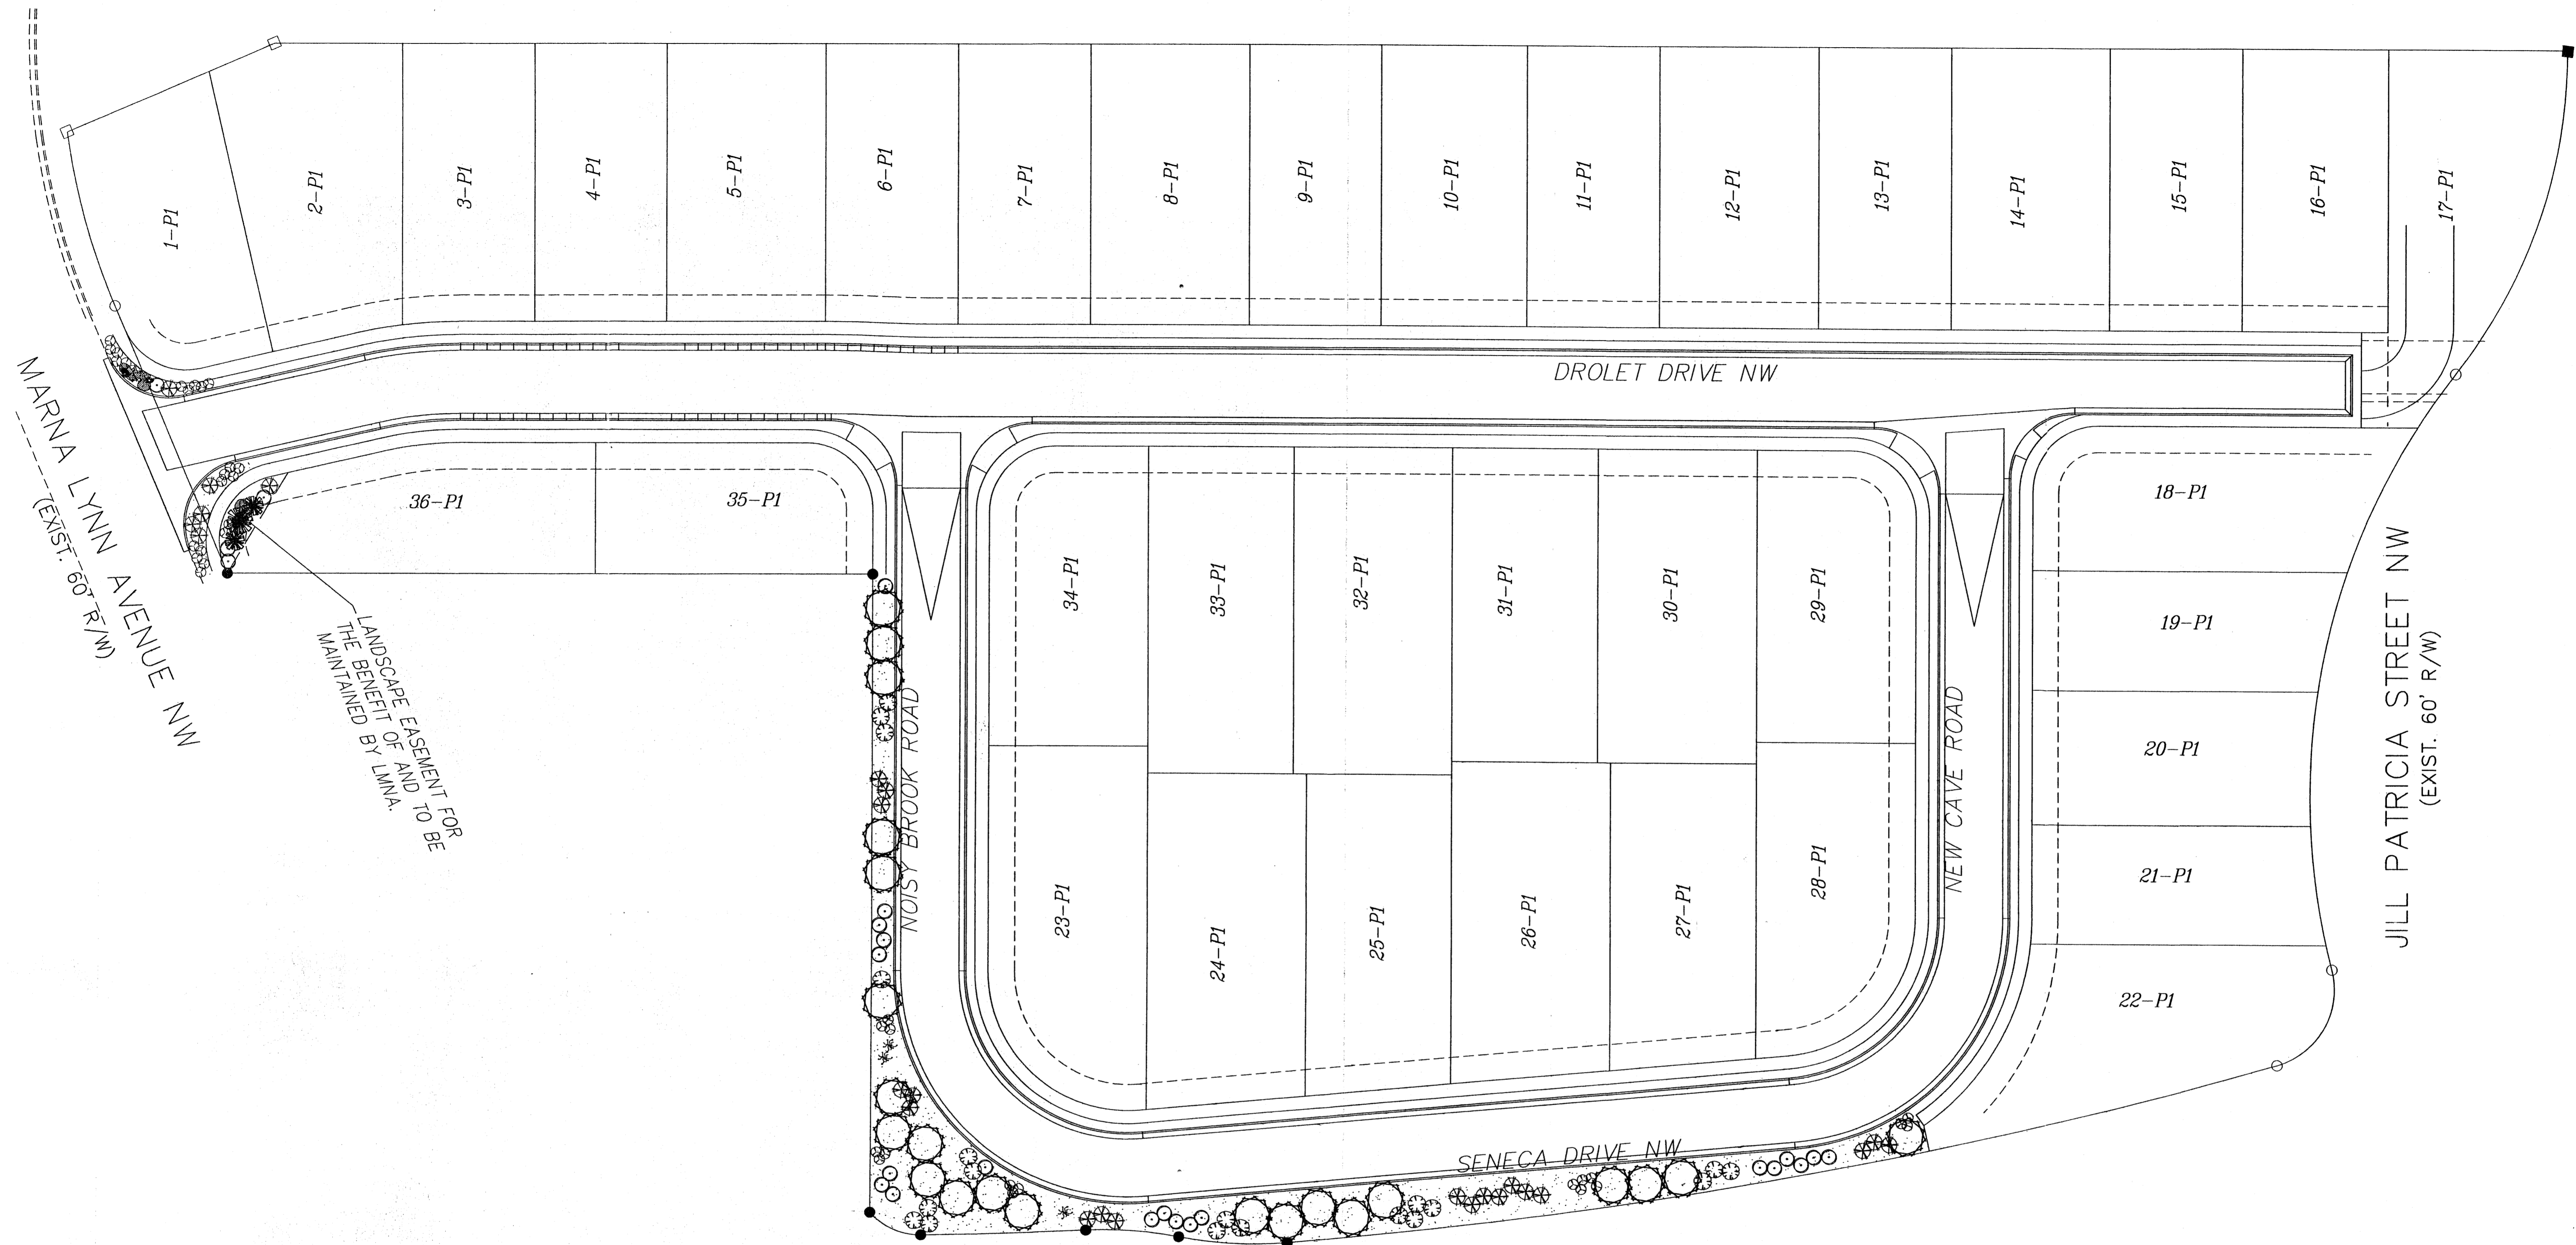 1-P1
2-P1
3-P1
4-P1
5-P1
6-P1
7-P1
8-P1
9-P1
10-P1
11-P1
12-P1
13-P1
14-P1
15-P1
16-P1
17-P1
DROLET DRIVE NW
MARNA LYNN AVENUE NW
(EXIST. 60' R/W)
36-P1
35-P1
LANDSCAPE EASEMENT FOR
THE BENEFIT OF AND TO BE
MAINTAINED BY LMNA.
NOISY BROOK ROAD
34-P1
33-P1
32-P1
31-P1
30-P1
29-P1
23-P1
24-P1
25-P1
26-P1
27-P1
28-P1
NEW CAVE ROAD
18-P1
19-P1
20-P1
21-P1
22-P1
JILL PATRICIA STREET NW
(EXIST. 60' R/W)
SENECA DRIVE NW